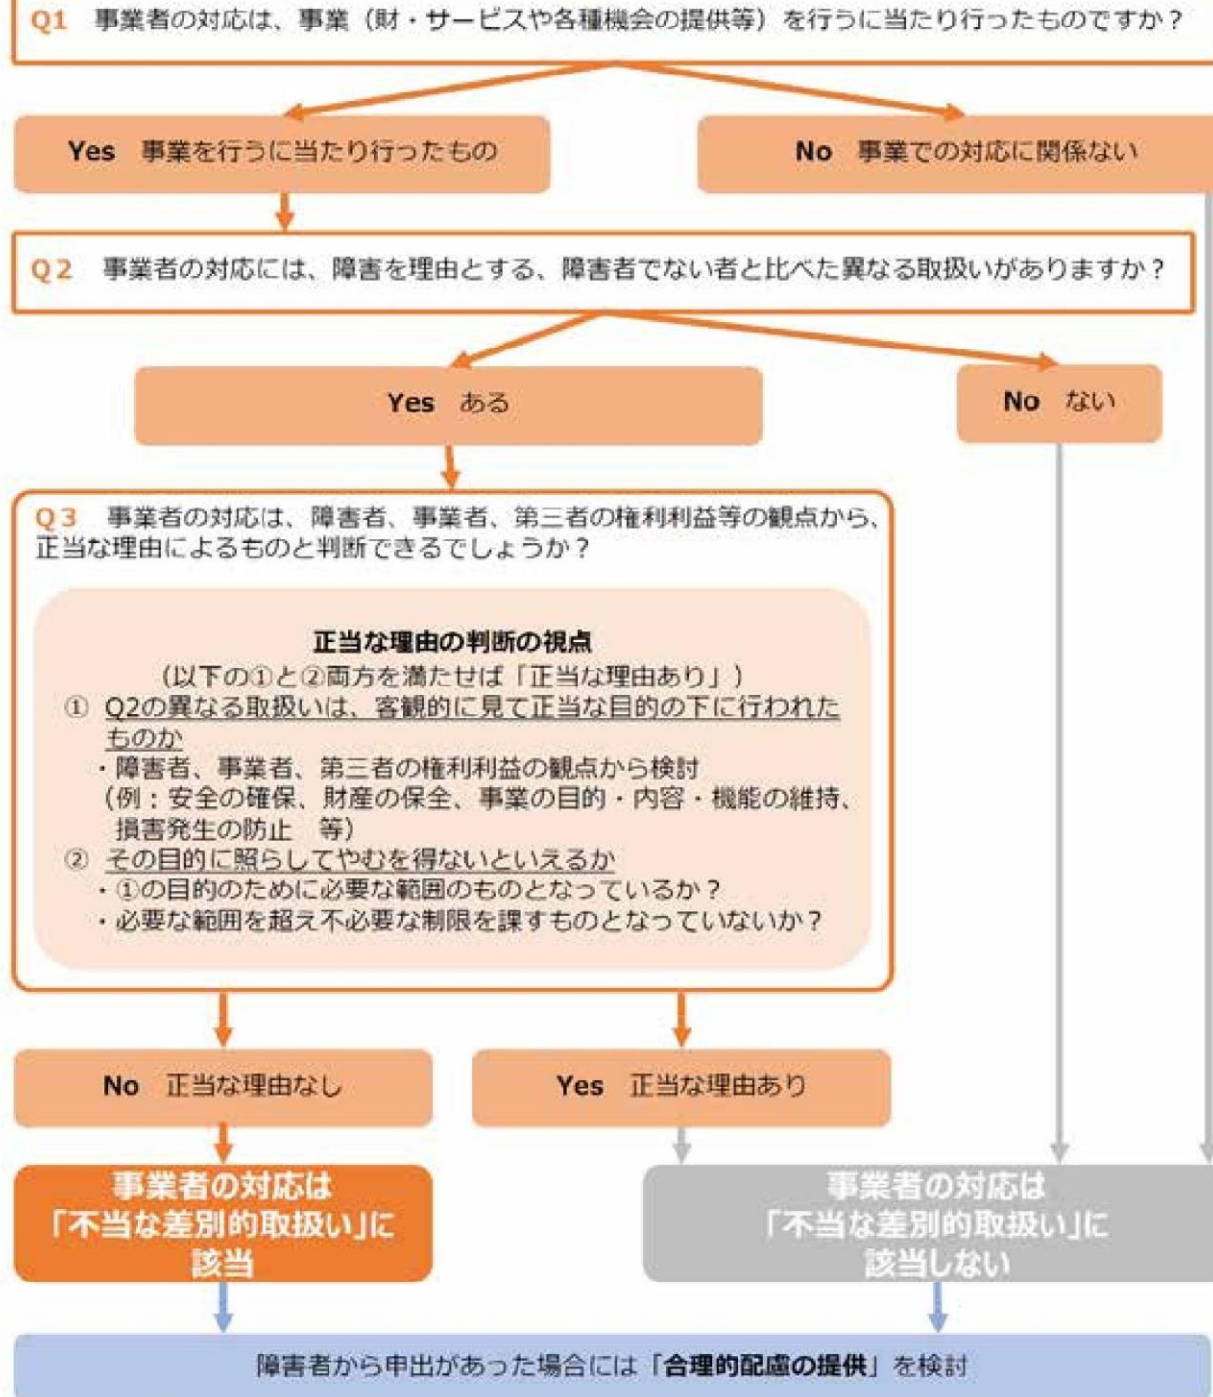 Q1 事業者の対応は、事業（財・サービスや各種機会の提供等）を行うに当たり行ったものですか？
Yes 事業を行うに当たり行ったもの
No 事業での対応に関係ない
Q２ 事業者の対応には、障害を理由とする、障害者でない者と比べた異なる取扱いがありますか？
Yes ある
No ない
Q３ 事業者の対応は、障害者、事業者、第三者の権利利益等の観点から、
正当な理由によるものと判断できるでしょうか？
正当な理由の判断の視点
（以下の①と②両方を満たせば「正当な理由あり」）
① Q2の異なる取扱いは、客観的に見て正当な目的の下に行われた
ものか
・障害者、事業者、第三者の権利利益の観点から検討
（例：安全の確保、財産の保全、事業の目的・内容・機能の維持、
損害発生の防止 等）
② その目的に照らしてやむを得ないといえるか
・①の目的のために必要な範囲のものとなっているか？
・必要な範囲を超え不必要な制限を課すものとなっていないか？
No 正当な理由なし
Yes 正当な理由あり
事業者の対応は
「不当な差別的取扱い」に
該当
事業者の対応は
「不当な差別的取扱い」に
該当しない
障害者から申出があった場合には「合理的配慮の提供」を検討